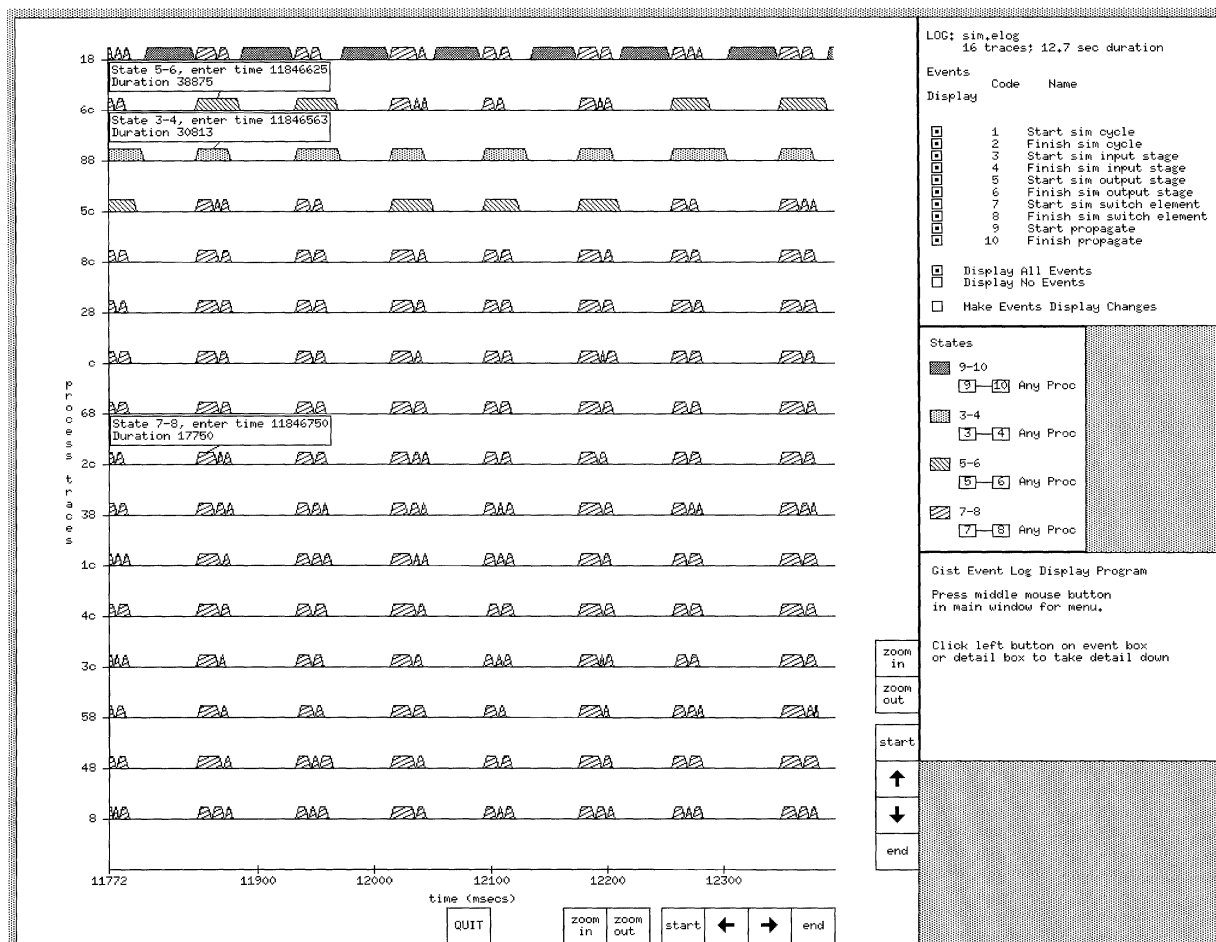 LOG: sim.elog
16 traces; 12.7 sec duration
Events
Display Code Name
1 Start sim cycle
2 Finish sim cycle
3 Start sim input stage
4 Finish sim input stage
5 Start sim output stage
6 Finish sim output stage
7 Start sim switch element
8 Finish sim switch element
9 Start propagate
10 Finish propagate
Display All Events
Display No Events
Make Events Display Changes
States
9-10
9 10 Any Proc
3-4
3 4 Any Proc
5-6
5 6 Any Proc
7-8
7 8 Any Proc
Gist Event Log Display Program
Press middle mouse button
in main window for menu.
Click left button on event box
or detail box to take detail down
18
State 5-6, enter time 11846625
Duration 38875
6c
State 3-4, enter time 11846563
Duration 30813
88
5c
8c
28
c
68
State 7-8, enter time 11846750
Duration 17750
2c
38
1c
4c
3c
58
48
8
process traces
11772 11900 12000 12100 12200 12300
time (msecs)
zoom
in
zoom
out
start
end
QUIT
zoom
in
zoom
out
start
end